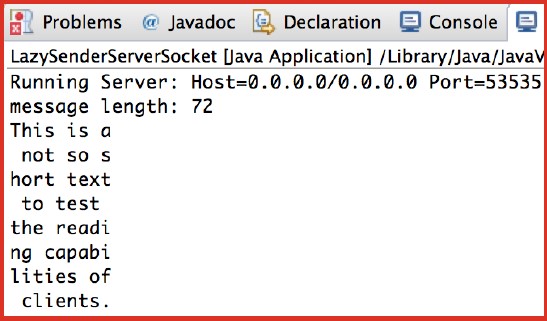 Problems Javadoc Declaration Console
LazySenderServerSocket [Java Application] /Library/Java/JavaV
Running Server: Host=0.0.0.0/0.0.0.0 Port=53535
message length: 72
This is a
 not so s
hort text
 to test
the readi
ng capabi
lities of
 clients.